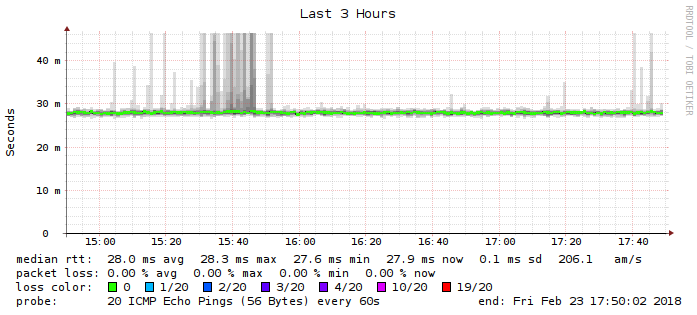 Last 3 Hours
RRDTOOL / TOBI OETIKER
Seconds
40 m
30 m
20 m
10 m
0
15:00 15:20 15:40 16:00 16:20 16:40 17:00 17:20 17:40
median rtt: 28.0 ms avg 28.3 ms max 27.6 ms min 27.9 ms now 0.1 ms sd 206.1 am/s
packet loss: 0.00 % avg 0.00 % max 0.00 % min 0.00 % now
loss color: 0 1/20 2/20 3/20 4/20 10/20 19/20
probe: 20 ICMP Echo Pings (56 Bytes) every 60s end: Fri Feb 23 17:50:02 2018